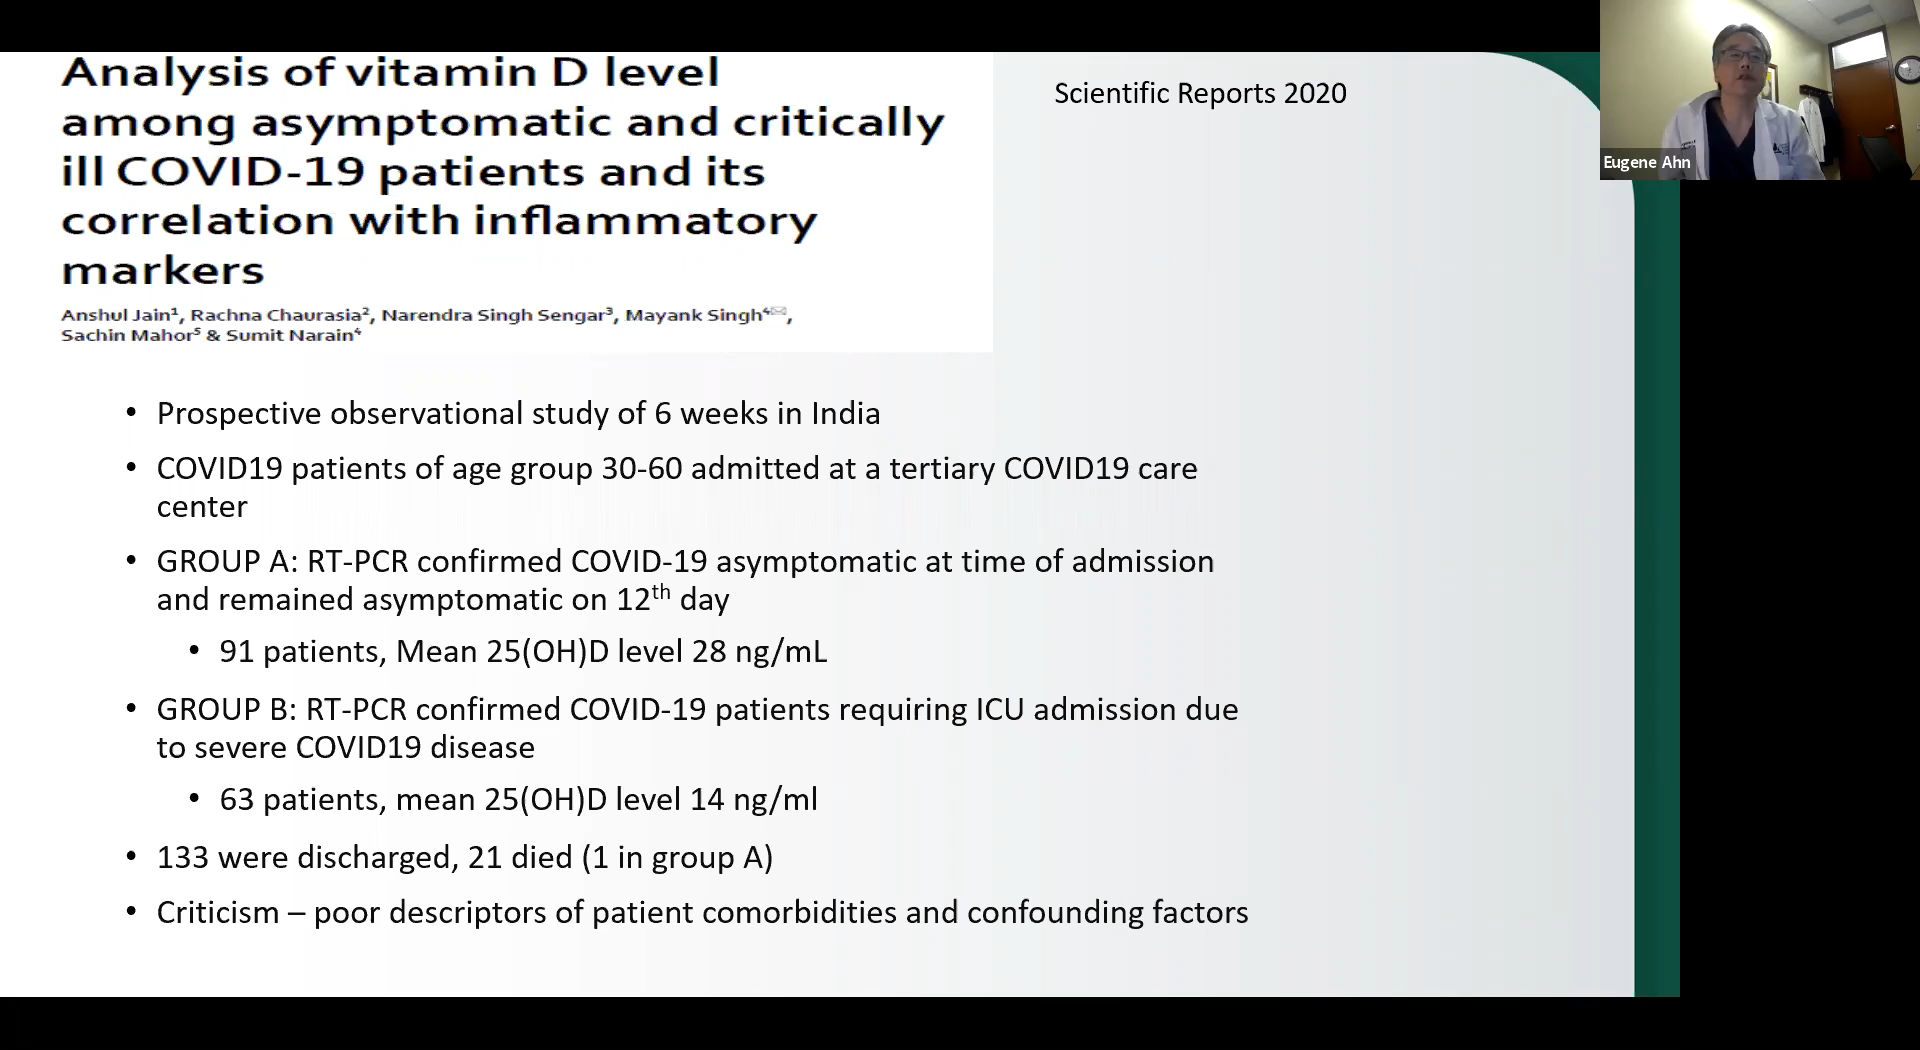 Analysis of vitamin D level
among asymptomatic and critically
ill COVID-19 patients and its
correlation with inflammatory
markers
Anshul Jain¹, Rachna Chaurasia², Narendra Singh Sengar³, Mayank Singh⁴✉,
Sachin Mahor⁵ & Sumit Narain⁴
Scientific Reports 2020
Eugene Ahn
• Prospective observational study of 6 weeks in India
• COVID19 patients of age group 30-60 admitted at a tertiary COVID19 care
center
• GROUP A: RT-PCR confirmed COVID-19 asymptomatic at time of admission
and remained asymptomatic on 12th day
• 91 patients, Mean 25(OH)D level 28 ng/mL
• GROUP B: RT-PCR confirmed COVID-19 patients requiring ICU admission due
to severe COVID19 disease
• 63 patients, mean 25(OH)D level 14 ng/ml
• 133 were discharged, 21 died (1 in group A)
• Criticism – poor descriptors of patient comorbidities and confounding factors